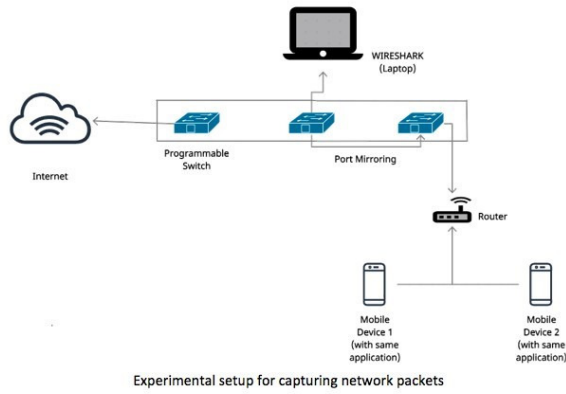 WIRESHARK
(Laptop)
Programmable
Switch
Port Mirroring
Internet
Router
Mobile
Device 1
(with same
application)
Mobile
Device 2
(with same
application)
Experimental setup for capturing network packets